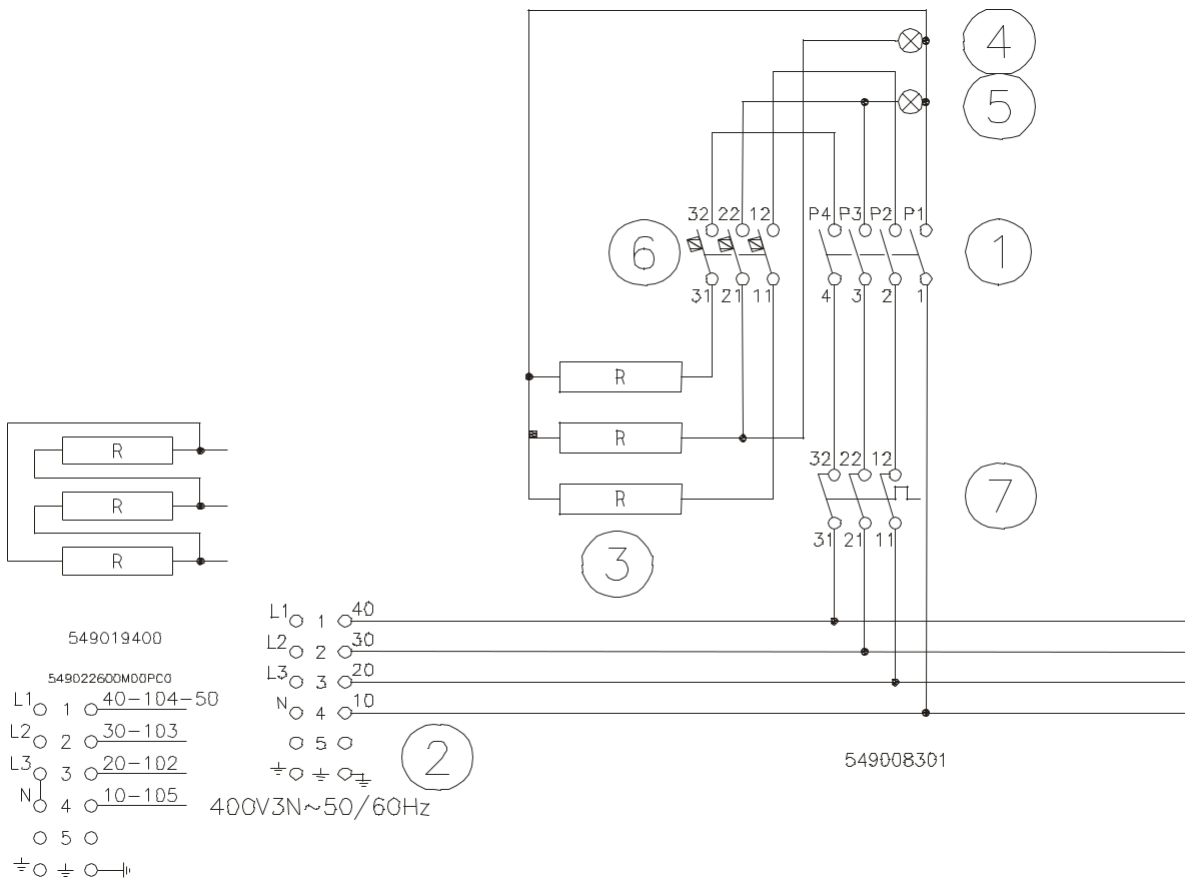 4
5
32 22 12 P4 P3 P2 P1
6
1
31 21 11 4 3 2 1
R
R
R
3
32 22 12
7
31 21 11
R
R
R
549019400
549022600M00PC0
L1 1 40-104-50
L2 2 30-103
L3 3 20-102
N 4 10-105
5
L1 1 40
L2 2 30
L3 3 20
N 4 10
5
2
400V3N~50/60Hz
549008301